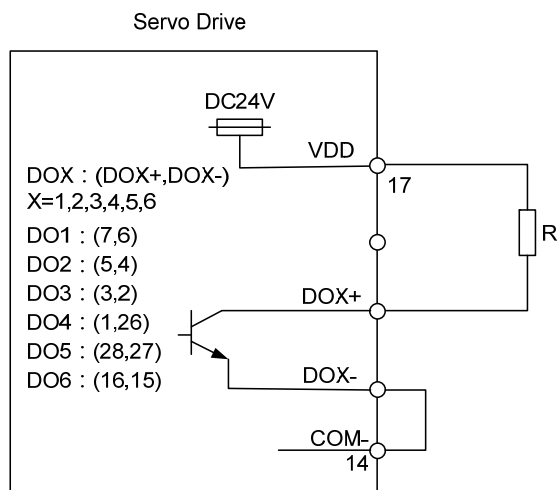 Servo Drive
DC24V
VDD
17
DOX : (DOX+,DOX-)
X=1,2,3,4,5,6
R
DO1 : (7,6)
DO2 : (5,4)
DO3 : (3,2)
DOX+
DO4 : (1,26)
DO5 : (28,27)
DO6 : (16,15)
DOX-
COM-
14